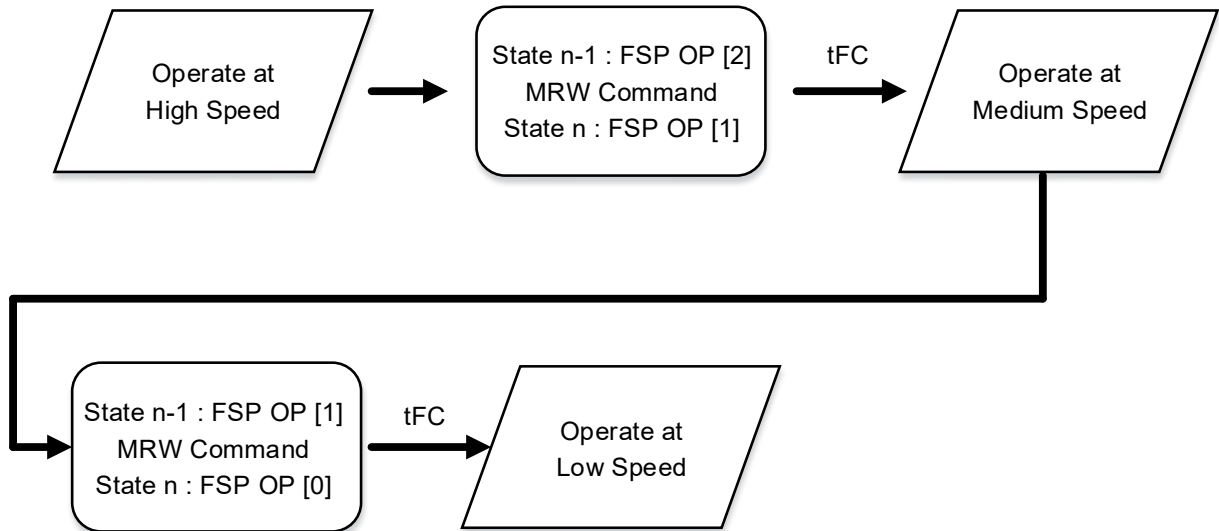 Operate at
High Speed
State n-1 : FSP OP [2]
MRW Command
State n : FSP OP [1]
tFC
Operate at
Medium Speed
State n-1 : FSP OP [1]
MRW Command
State n : FSP OP [0]
tFC
Operate at
Low Speed